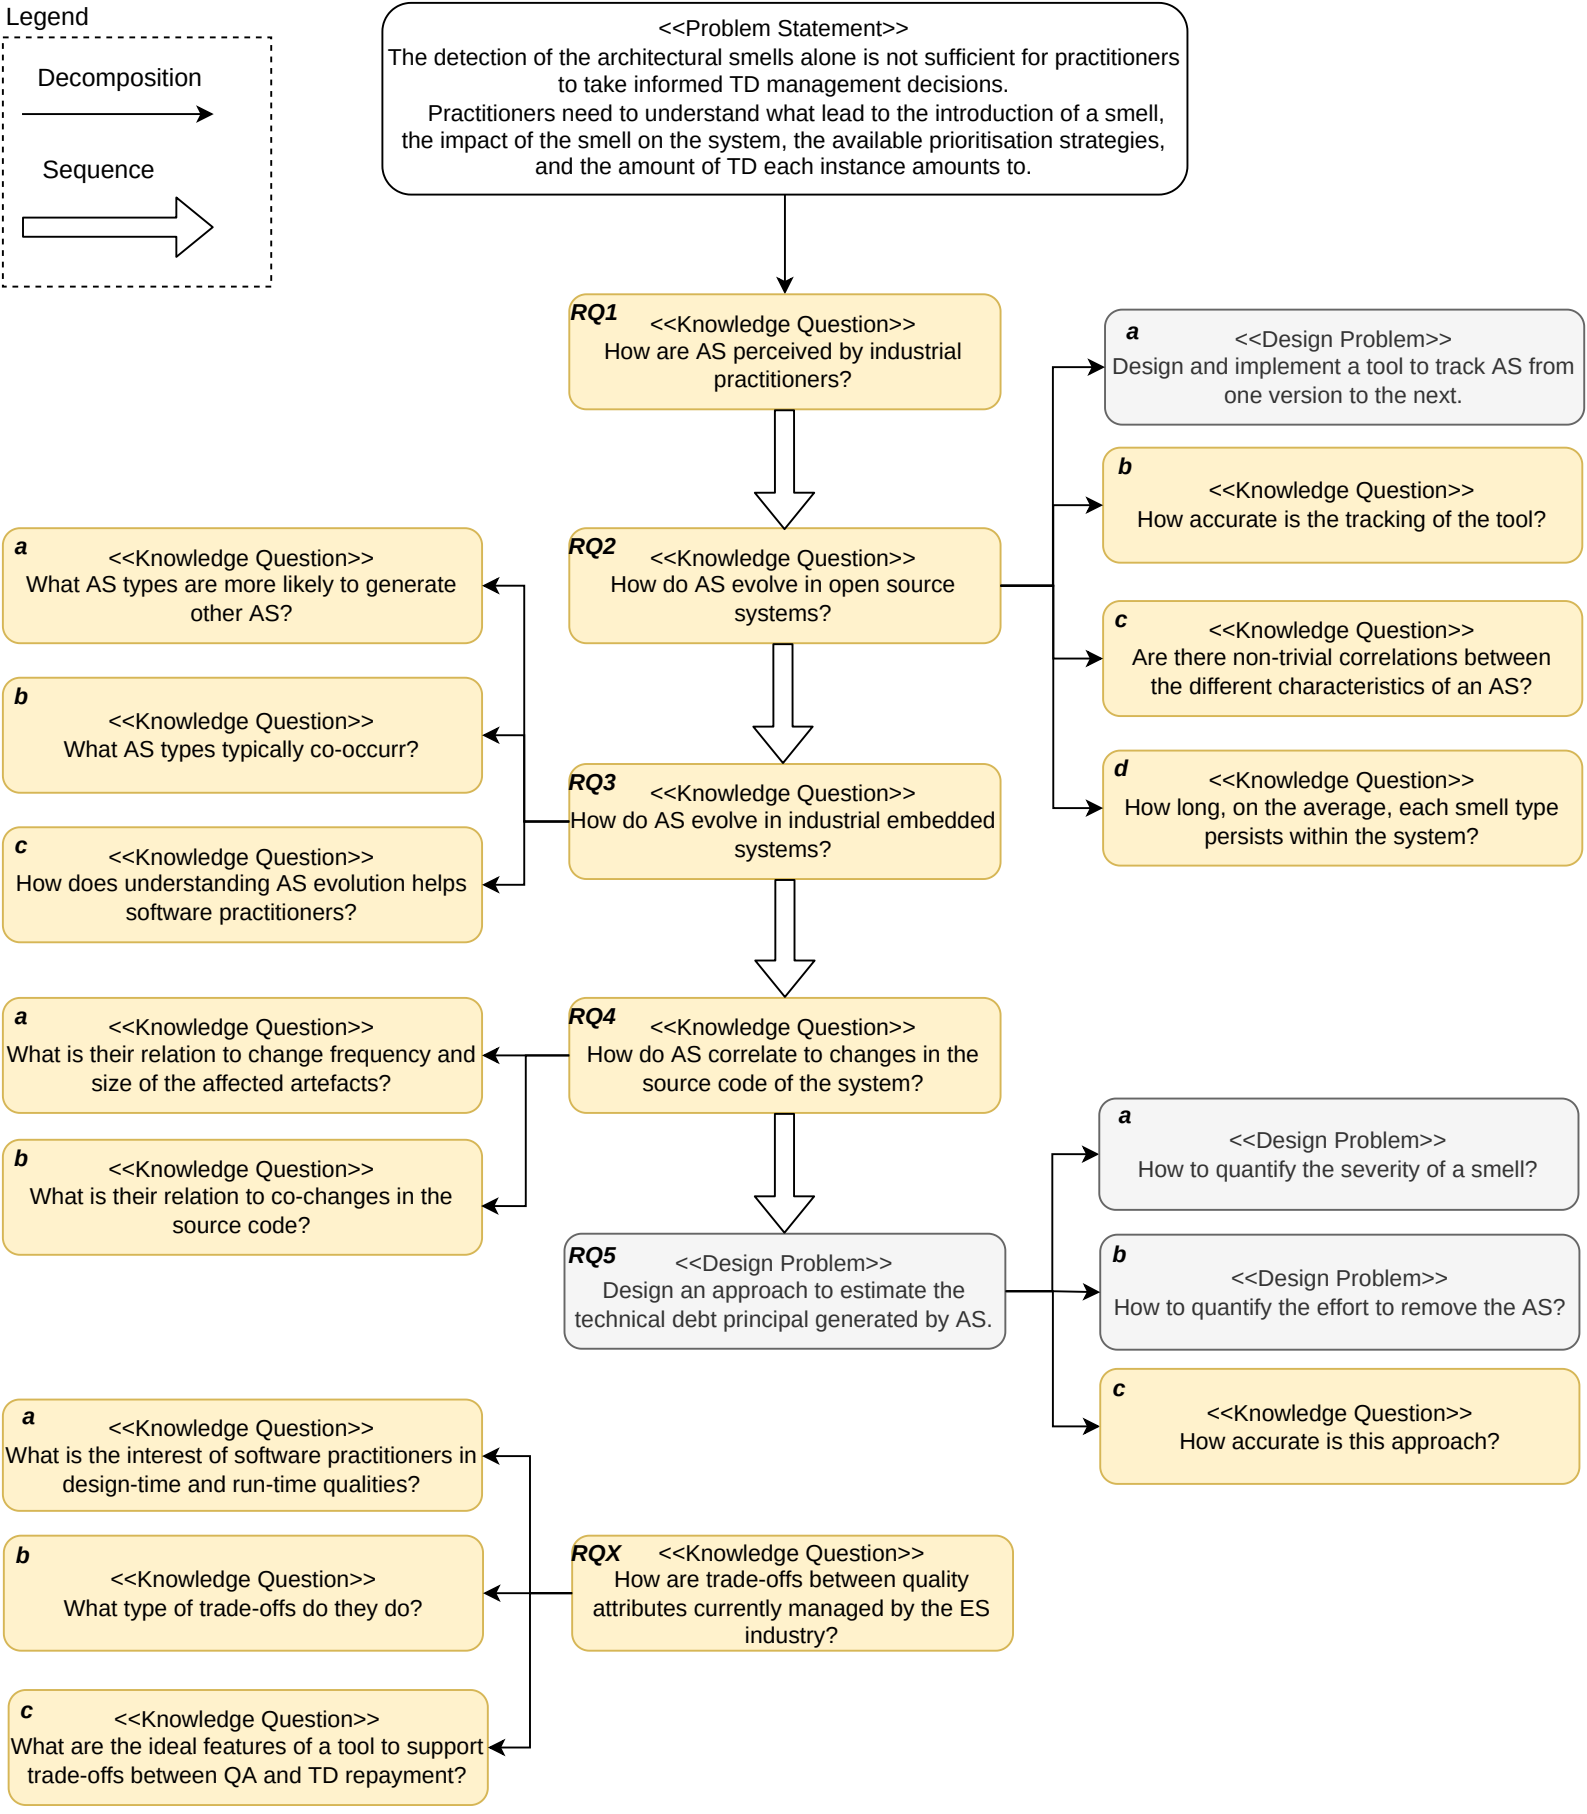 Legend
Decomposition
Sequence
<<Problem Statement>>
The detection of the architectural smells alone is not sufficient for practitioners
to take informed TD management decisions.
Practitioners need to understand what lead to the introduction of a smell,
the impact of the smell on the system, the available prioritisation strategies,
and the amount of TD each instance amounts to.
RQ1
<<Knowledge Question>>
How are AS perceived by industrial
practitioners?
RQ2
<<Knowledge Question>>
How do AS evolve in open source
systems?
a
<<Design Problem>>
Design and implement a tool to track AS from
one version to the next.
b
<<Knowledge Question>>
How accurate is the tracking of the tool?
c
<<Knowledge Question>>
Are there non-trivial correlations between
the different characteristics of an AS?
d
<<Knowledge Question>>
How long, on the average, each smell type
persists within the system?
RQ3
<<Knowledge Question>>
How do AS evolve in industrial embedded
systems?
a
<<Knowledge Question>>
What AS types are more likely to generate
other AS?
b
<<Knowledge Question>>
What AS types typically co-occurr?
c
<<Knowledge Question>>
How does understanding AS evolution helps
software practitioners?
RQ4
<<Knowledge Question>>
How do AS correlate to changes in the
source code of the system?
a
<<Knowledge Question>>
What is their relation to change frequency and
size of the affected artefacts?
b
<<Knowledge Question>>
What is their relation to co-changes in the
source code?
RQ5
<<Design Problem>>
Design an approach to estimate the
technical debt principal generated by AS.
a
<<Design Problem>>
How to quantify the severity of a smell?
b
<<Design Problem>>
How to quantify the effort to remove the AS?
c
<<Knowledge Question>>
How accurate is this approach?
RQX
<<Knowledge Question>>
How are trade-offs between quality
attributes currently managed by the ES
industry?
a
<<Knowledge Question>>
What is the interest of software practitioners in
design-time and run-time qualities?
b
<<Knowledge Question>>
What type of trade-offs do they do?
c
<<Knowledge Question>>
What are the ideal features of a tool to support
trade-offs between QA and TD repayment?